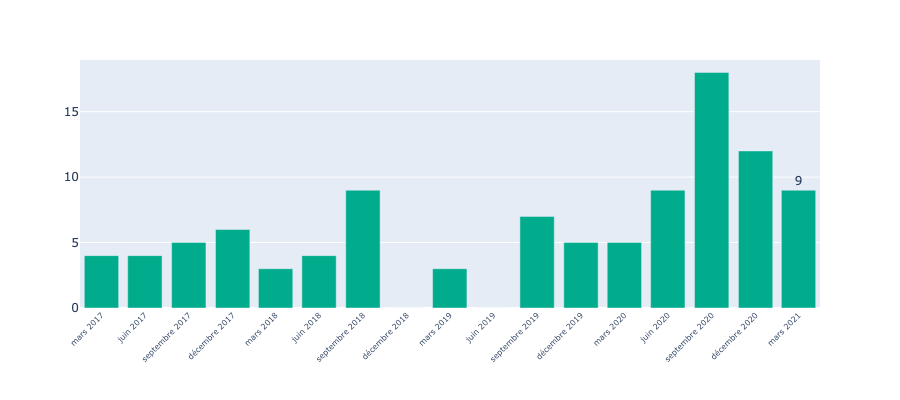 15
10
5
0
9
mars 2017
juin 2017
septembre 2017
décembre 2017
mars 2018
juin 2018
septembre 2018
décembre 2018
mars 2019
juin 2019
septembre 2019
décembre 2019
mars 2020
juin 2020
septembre 2020
décembre 2020
mars 2021